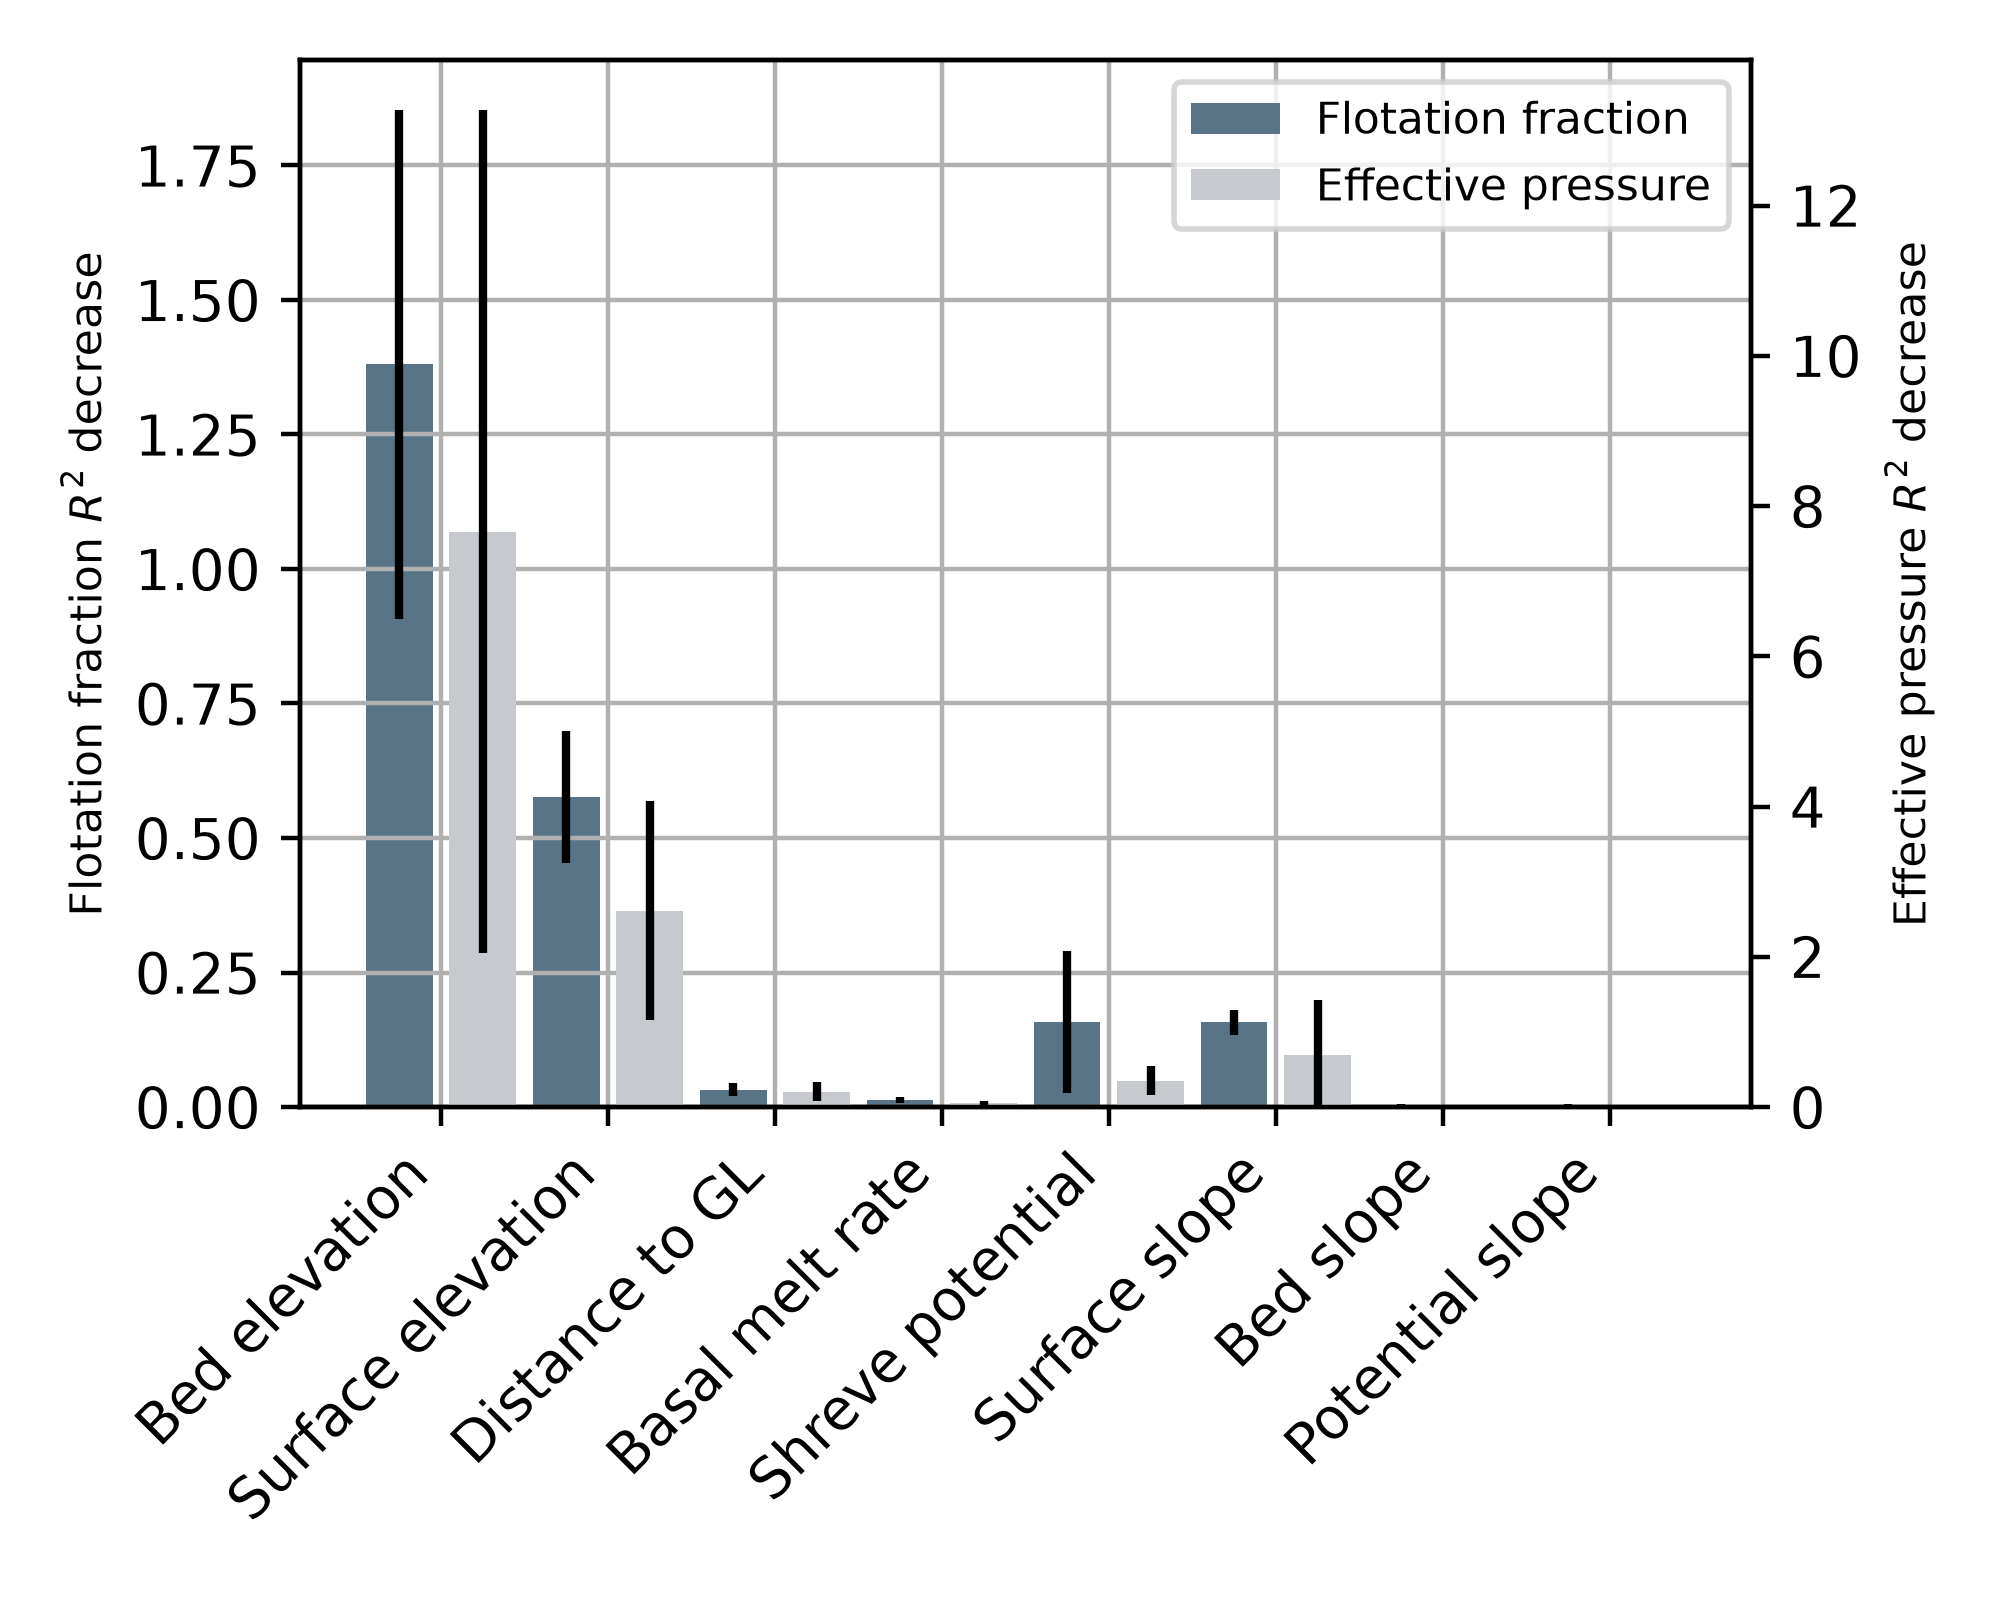 Flotation fraction
Effective pressure
1.75
1.50
1.25
1.00
0.75
0.50
0.25
0.00
Flotation fraction R² decrease
12
10
8
6
4
2
0
Effective pressure R² decrease
Bed elevation
Surface elevation
Distance to GL
Basal melt rate
Shreve potential
Surface slope
Bed slope
Potential slope